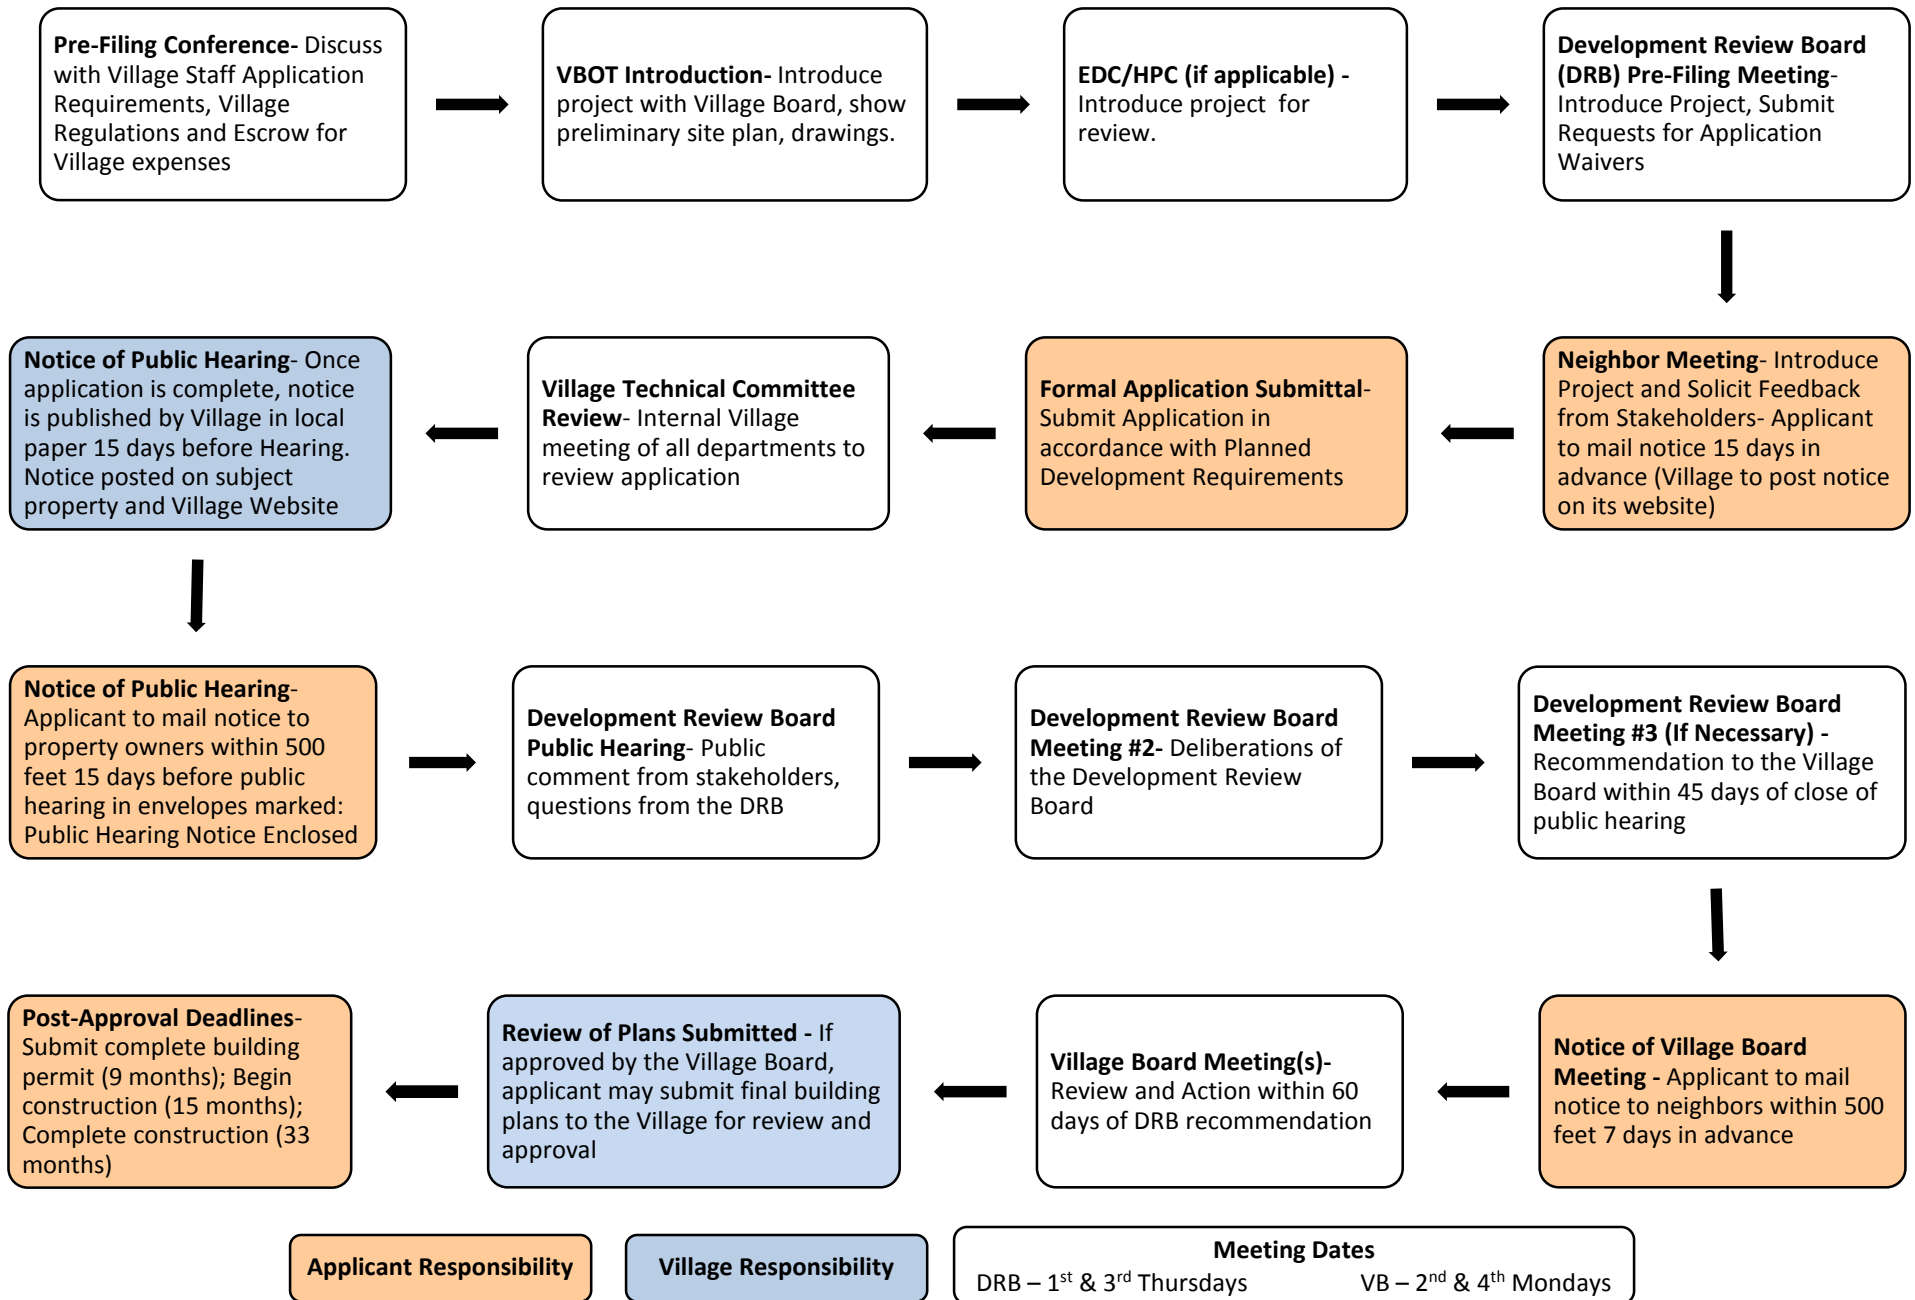 Pre-Filing Conference- Discuss
with Village Staff Application
Requirements, Village
Regulations and Escrow for
Village expenses
VBOT Introduction- Introduce
project with Village Board, show
preliminary site plan, drawings.
EDC/HPC (if applicable) -
Introduce project for
review.
Development Review Board
(DRB) Pre-Filing Meeting-
Introduce Project, Submit
Requests for Application
Waivers
Neighbor Meeting- Introduce
Project and Solicit Feedback
from Stakeholders- Applicant
to mail notice 15 days in
advance (Village to post notice
on its website)
Formal Application Submittal-
Submit Application in
accordance with Planned
Development Requirements
Village Technical Committee
Review- Internal Village
meeting of all departments to
review application
Notice of Public Hearing- Once
application is complete, notice
is published by Village in local
paper 15 days before Hearing.
Notice posted on subject
property and Village Website
Notice of Public Hearing-
Applicant to mail notice to
property owners within 500
feet 15 days before public
hearing in envelopes marked:
Public Hearing Notice Enclosed
Development Review Board
Public Hearing- Public
comment from stakeholders,
questions from the DRB
Development Review Board
Meeting #2- Deliberations of
the Development Review
Board
Development Review Board
Meeting #3 (If Necessary) -
Recommendation to the Village
Board within 45 days of close of
public hearing
Notice of Village Board
Meeting - Applicant to mail
notice to neighbors within 500
feet 7 days in advance
Village Board Meeting(s)-
Review and Action within 60
days of DRB recommendation
Review of Plans Submitted - If
approved by the Village Board,
applicant may submit final building
plans to the Village for review and
approval
Post-Approval Deadlines-
Submit complete building
permit (9 months); Begin
construction (15 months);
Complete construction (33
months)
Applicant Responsibility
Village Responsibility
Meeting Dates
DRB – 1st & 3rd Thursdays VB – 2nd & 4th Mondays